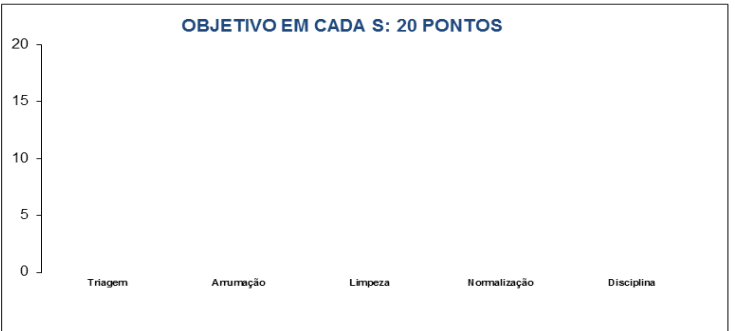 OBJETIVO EM CADA S: 20 PONTOS
20
15
10
5
0
Triagem Arrumação Limpeza Normalização Disciplina